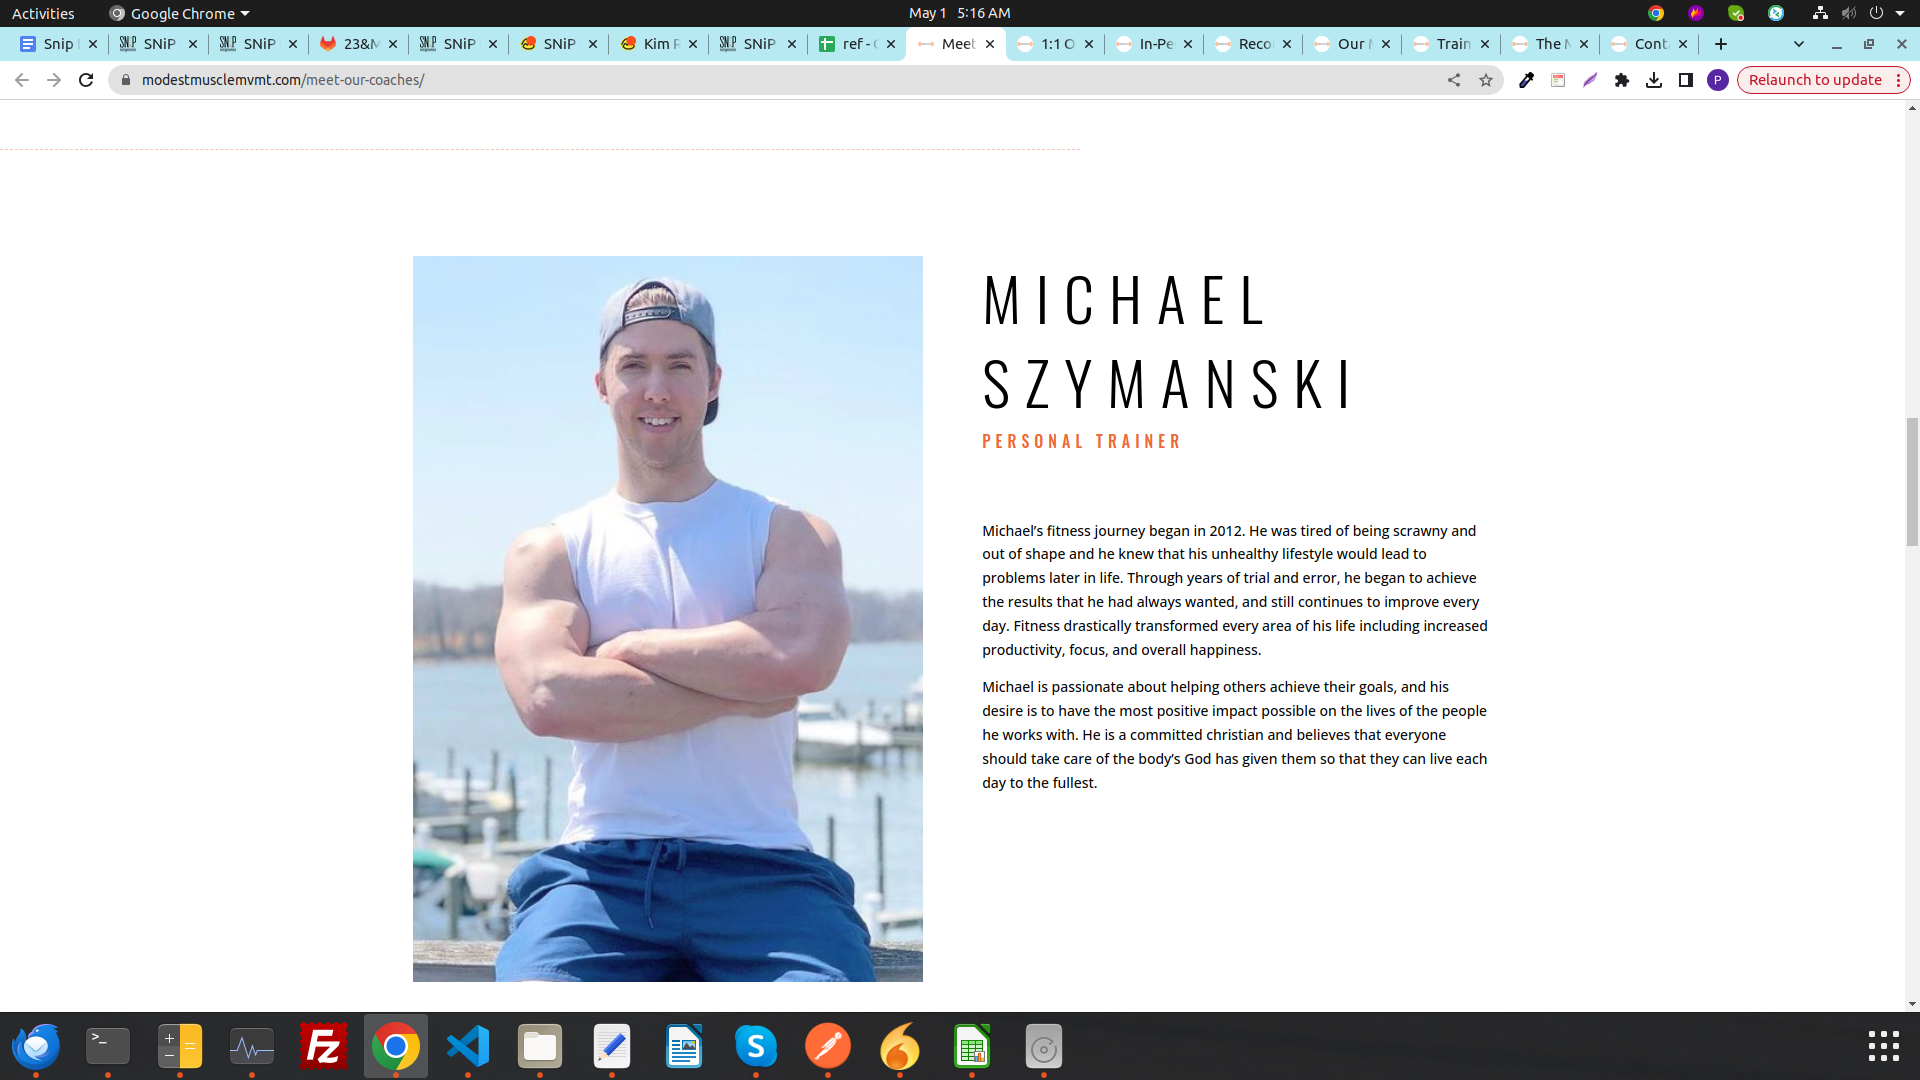 Activities
Google Chrome
May 1 5:16 AM
Snip
SNiP
SNiP
23&M
SNiP
SNiP
Kim R
SNiP
ref -
Meet
1:1 O
In-Pe
Reco
Our M
Train
The M
Cont
modestmusclemvmt.com/meet-our-coaches/
P
Relaunch to update
MICHAEL
SZYMANSKI
PERSONAL TRAINER
Michael’s fitness journey began in 2012. He was tired of being scrawny and
out of shape and he knew that his unhealthy lifestyle would lead to
problems later in life. Through years of trial and error, he began to achieve
the results that he had always wanted, and still continues to improve every
day. Fitness drastically transformed every area of his life including increased
productivity, focus, and overall happiness.
Michael is passionate about helping others achieve their goals, and his
desire is to have the most positive impact possible on the lives of the people
he works with. He is a committed christian and believes that everyone
should take care of the body’s God has given them so that they can live each
day to the fullest.